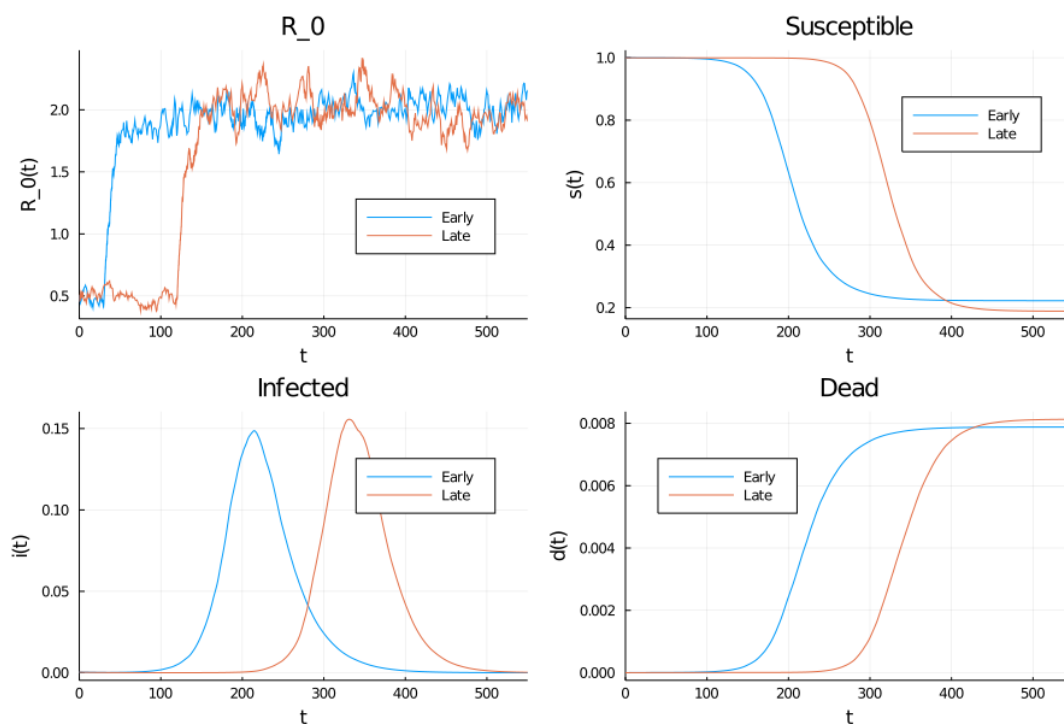 R_0
R_0(t)
2.0
1.5
1.0
0.5
0 100 200 300 400 500
t
Early
Late
Susceptible
s(t)
1.0
0.8
0.6
0.4
0.2
0 100 200 300 400 500
t
Early
Late
Infected
i(t)
0.15
0.10
0.05
0.00
0 100 200 300 400 500
t
Early
Late
Dead
d(t)
0.008
0.006
0.004
0.002
0.000
0 100 200 300 400 500
t
Early
Late